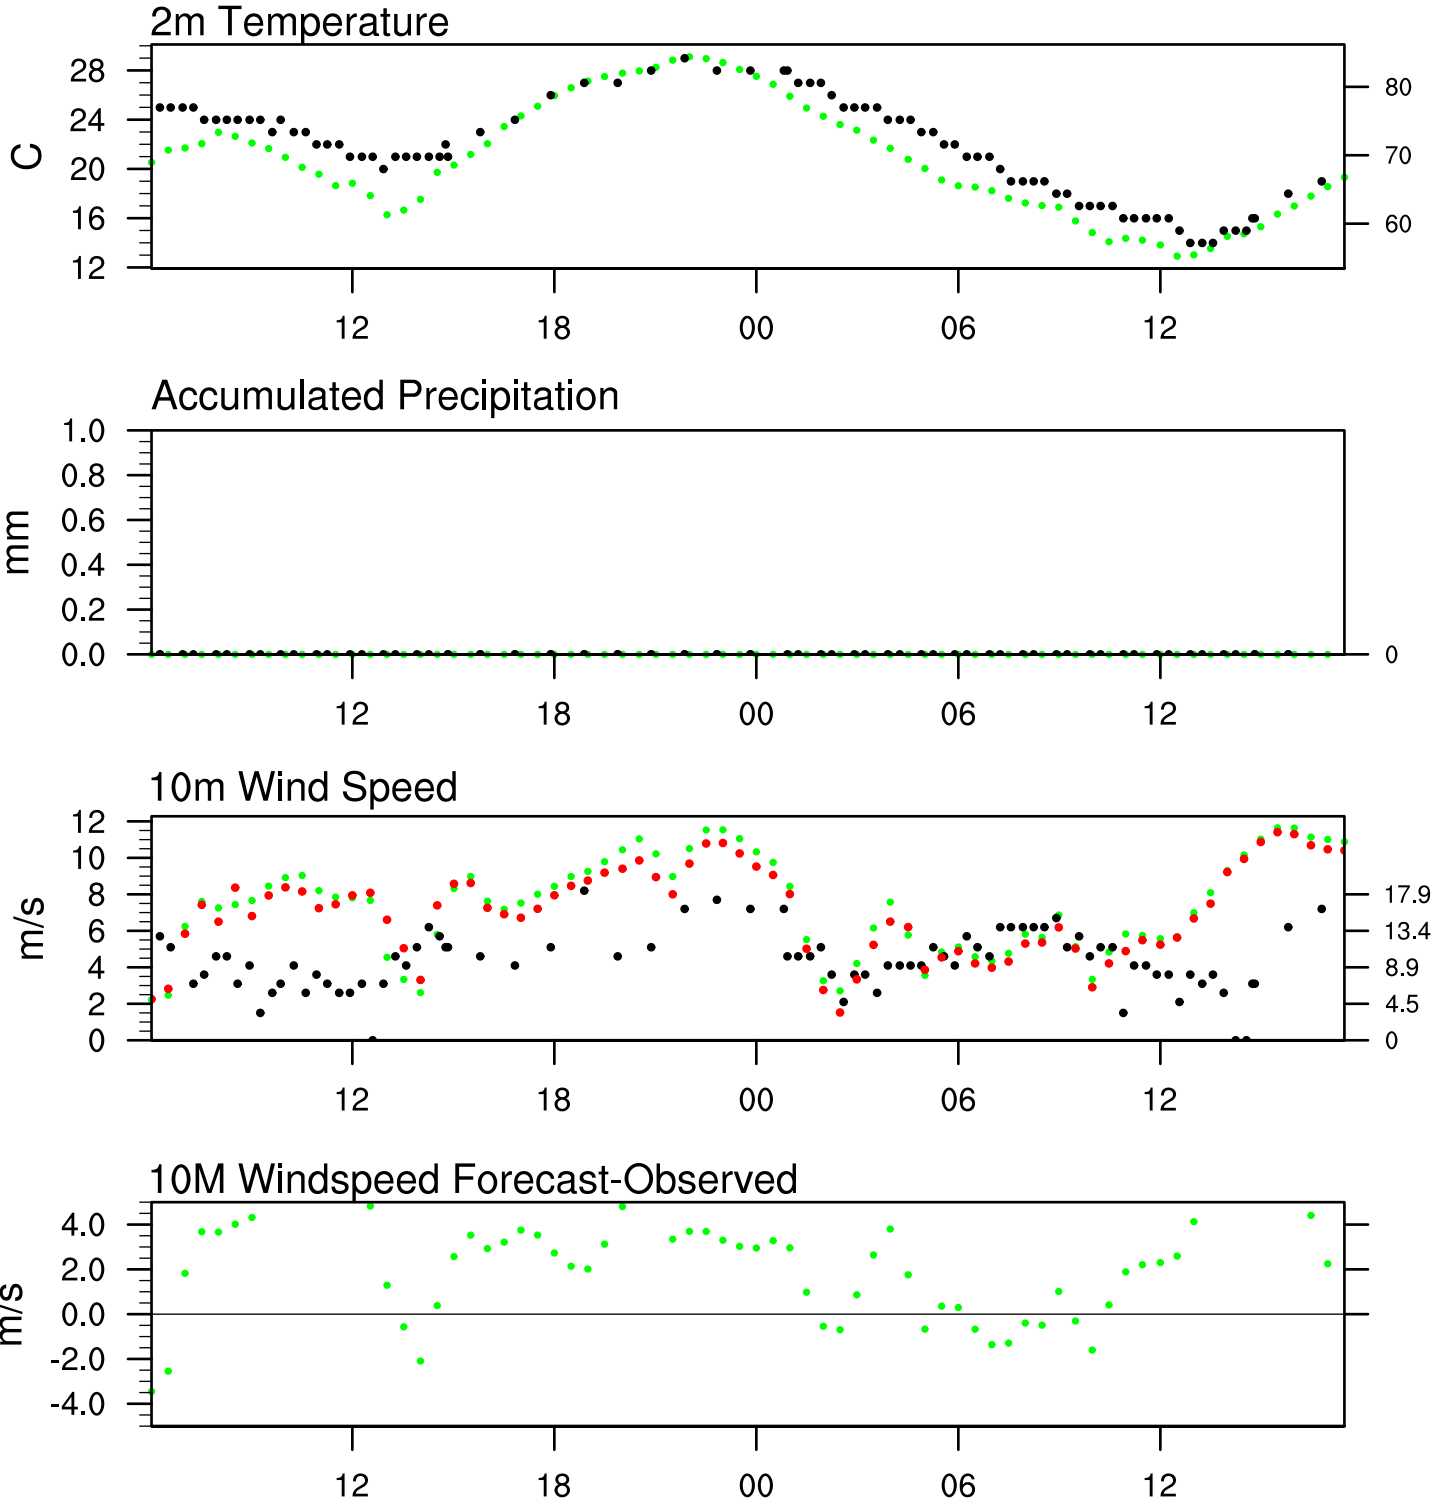 2m Temperature
28
24
20
16
12
C
80
70
60
12 18 00 06 12
Accumulated Precipitation
1.0
0.8
0.6
0.4
0.2
0.0
mm
0
12 18 00 06 12
10m Wind Speed
12
10
8
6
4
2
0
m/s
17.9
13.4
8.9
4.5
0
12 18 00 06 12
10M Windspeed Forecast-Observed
4.0
2.0
0.0
-2.0
-4.0
m/s
12 18 00 06 12